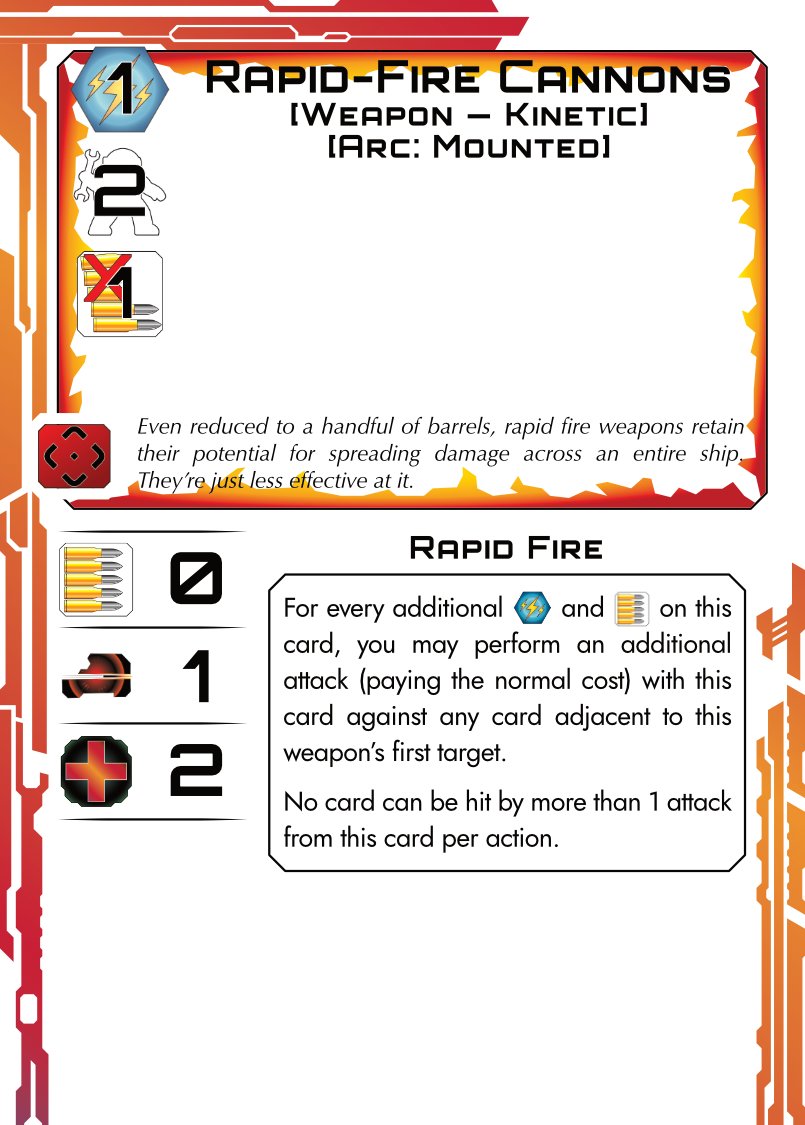 1
RAPID-FIRE CANNONS
[WEAPON – KINETIC]
[ARC: MOUNTED]
2
X1
Even reduced to a handful of barrels, rapid fire weapons retain
their potential for spreading damage across an entire ship.
They're just less effective at it.
0
1
2
RAPID FIRE
For every additional and on this
card, you may perform an additional
attack (paying the normal cost) with this
card against any card adjacent to this
weapon's first target.
No card can be hit by more than 1 attack
from this card per action.